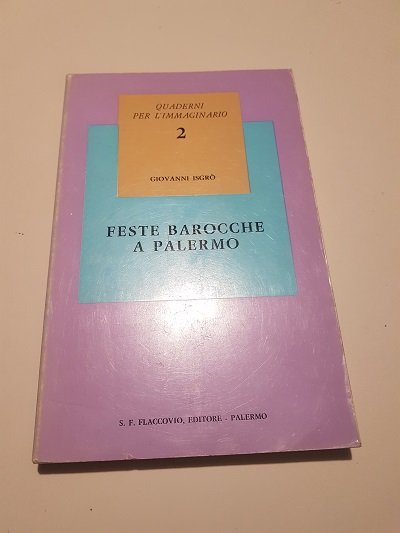 QUADERNI
PER L'IMMAGINARIO
2
GIOVANNI ISGRÒ
FESTE BAROCCHE
A PALERMO
S. F. FLACCOVIO, EDITORE - PALERMO